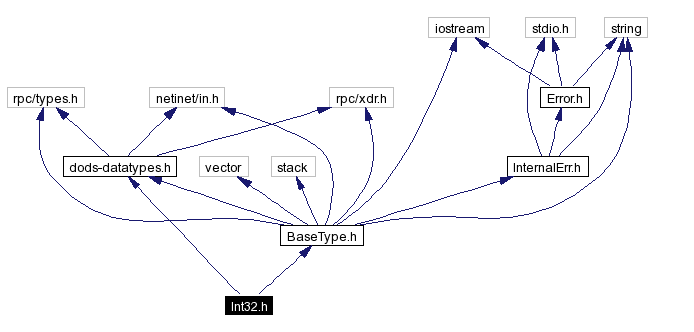 iostream
stdio.h
string
rpc/types.h
netinet/in.h
rpc/xdr.h
Error.h
dods-datatypes.h
vector
stack
InternalErr.h
BaseType.h
Int32.h